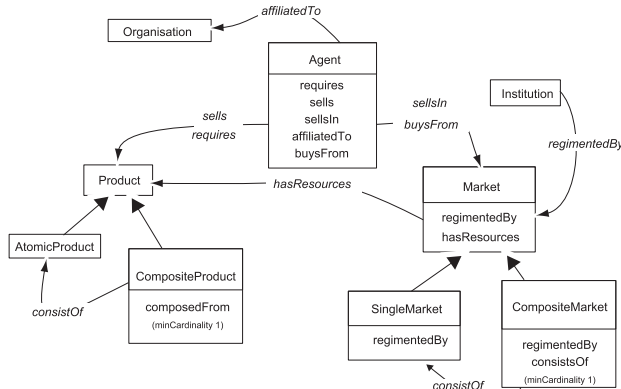 affiliatedTo
Organisation
Agent
requires
sells
sellsIn
affiliatedTo
buysFrom
sells
requires
sellsIn
buysFrom
Institution
regimentedBy
Product
hasResources
Market
regimentedBy
hasResources
AtomicProduct
CompositeProduct
composedFrom
(minCardinality 1)
consistOf
SingleMarket
regimentedBy
CompositeMarket
regimentedBy
consistsOf
(minCardinality 1)
consistOf